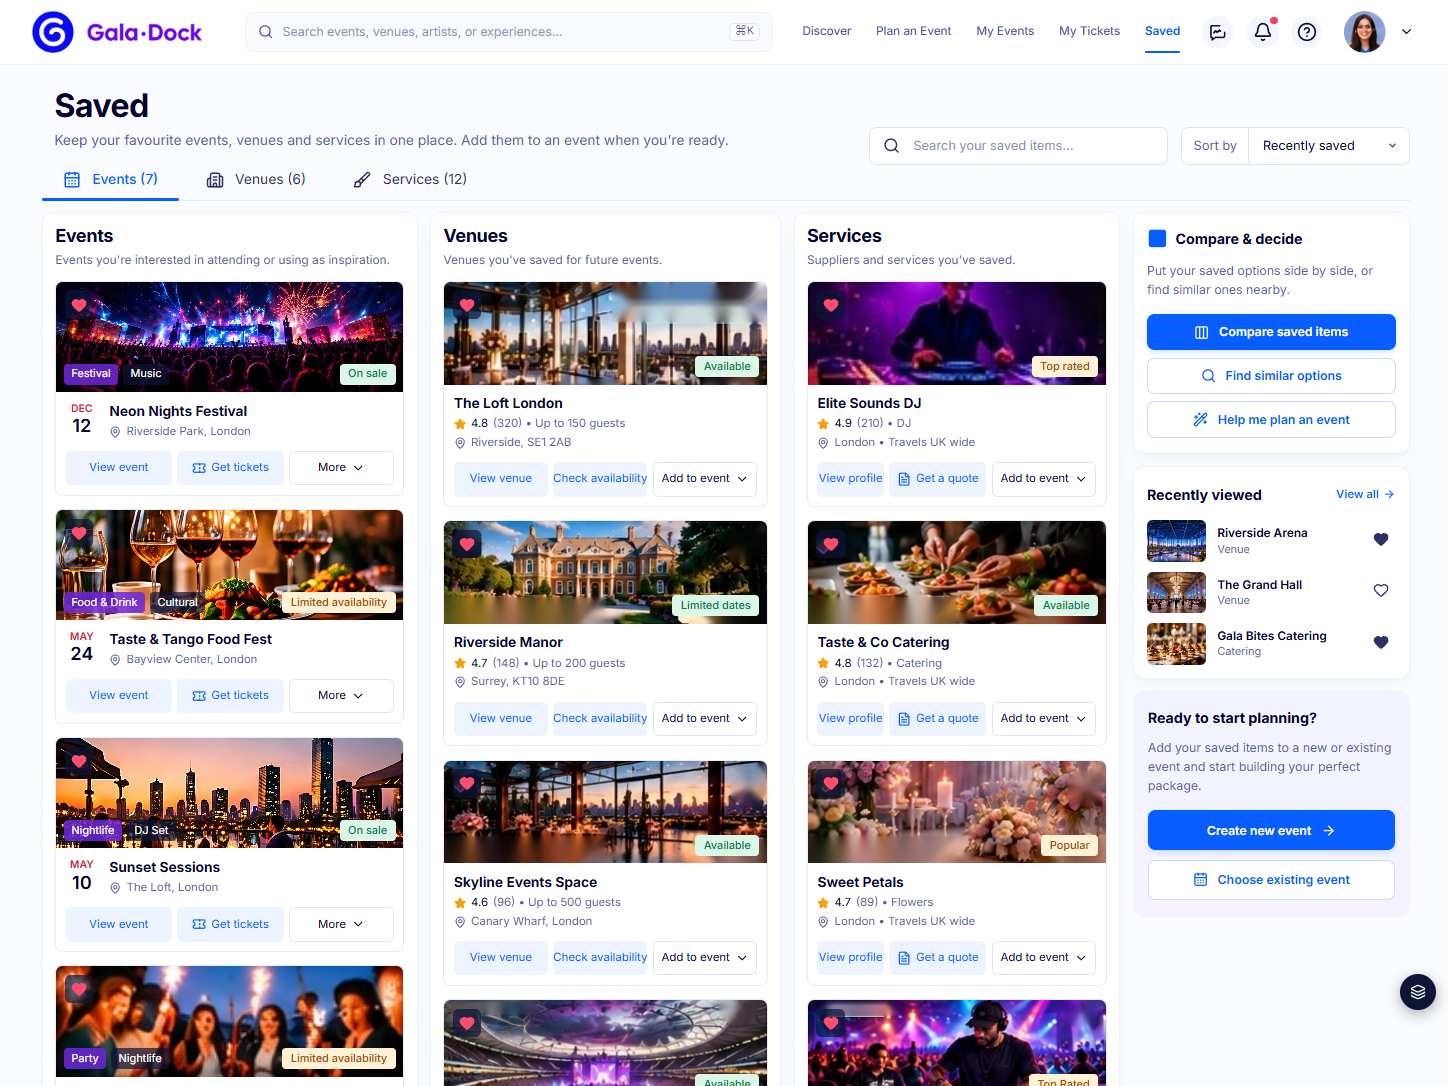 Gala·Dock
Search events, venues, artists, or experiences...
⌘K
Discover
Plan an Event
My Events
My Tickets
Saved
Saved
Keep your favourite events, venues and services in one place. Add them to an event when you're ready.
Search your saved items...
Sort by
Recently saved
Events (7)
Venues (6)
Services (12)
Events
Events you're interested in attending or using as inspiration.
Festival
Music
On sale
DEC
12
Neon Nights Festival
Riverside Park, London
View event
Get tickets
More
Food & Drink
Cultural
Limited availability
MAY
24
Taste & Tango Food Fest
Bayview Center, London
View event
Get tickets
More
Nightlife
DJ Set
On sale
MAY
10
Sunset Sessions
The Loft, London
View event
Get tickets
More
Party
Nightlife
Limited availability
Venues
Venues you've saved for future events.
Available
The Loft London
4.8 (320) • Up to 150 guests
Riverside, SE1 2AB
View venue
Check availability
Add to event
Limited dates
Riverside Manor
4.7 (148) • Up to 200 guests
Surrey, KT10 8DE
View venue
Check availability
Add to event
Available
Skyline Events Space
4.6 (96) • Up to 500 guests
Canary Wharf, London
View venue
Check availability
Add to event
Available
Services
Suppliers and services you've saved.
Top rated
Elite Sounds DJ
4.9 (210) • DJ
London • Travels UK wide
View profile
Get a quote
Add to event
Available
Taste & Co Catering
4.8 (132) • Catering
London • Travels UK wide
View profile
Get a quote
Add to event
Popular
Sweet Petals
4.7 (89) • Flowers
London • Travels UK wide
View profile
Get a quote
Add to event
Top Rated
Compare & decide
Put your saved options side by side, or
find similar ones nearby.
Compare saved items
Find similar options
Help me plan an event
Recently viewed
View all →
Riverside Arena
Venue
The Grand Hall
Venue
Gala Bites Catering
Catering
Ready to start planning?
Add your saved items to a new or existing
event and start building your perfect
package.
Create new event →
Choose existing event